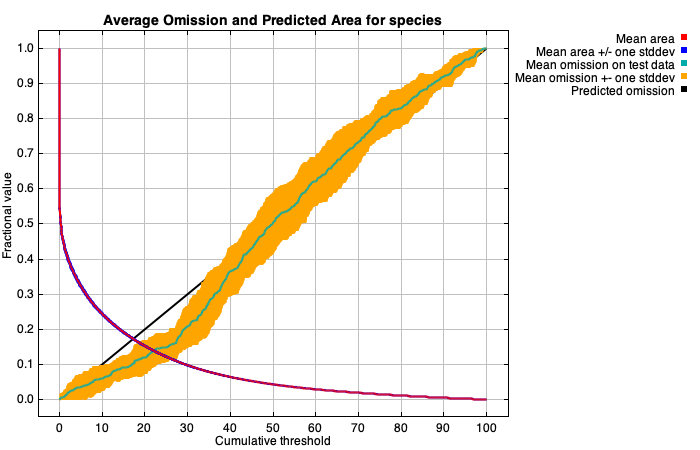 Average Omission and Predicted Area for species
Mean area
Mean area +/- one stddev
Mean omission on test data
Mean omission +- one stddev
Predicted omission
Fractional value
1.0
0.9
0.8
0.7
0.6
0.5
0.4
0.3
0.2
0.1
0.0
0 10 20 30 40 50 60 70 80 90 100
Cumulative threshold